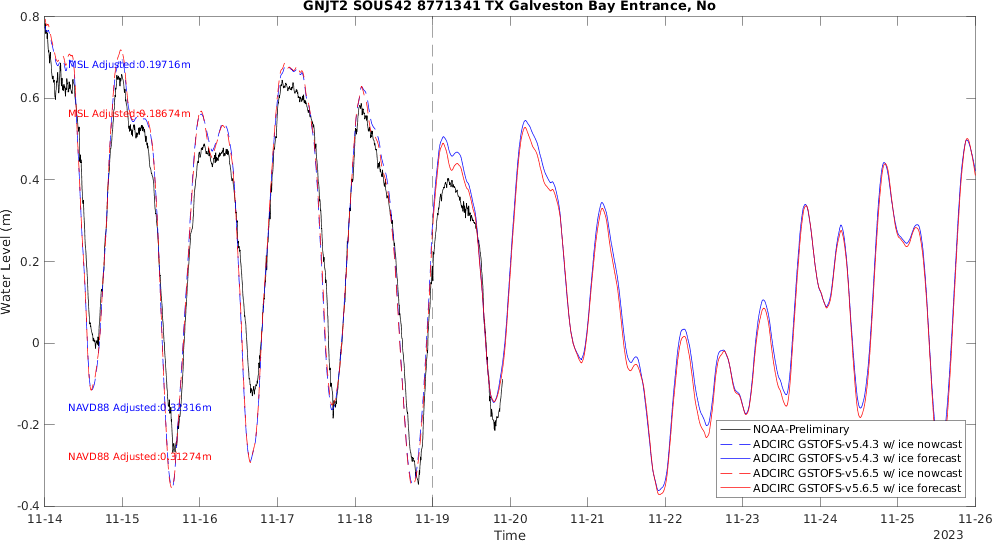 GNJT2 SOUS42 8771341 TX Galveston Bay Entrance, No
0.8
0.6
0.4
0.2
0
-0.2
-0.4
Water Level (m)
MSL Adjusted:0.19716m
MSL Adjusted:0.18674m
NAVD88 Adjusted:0.32316m
NAVD88 Adjusted:0.31274m
NOAA-Preliminary
ADCIRC GSTOFS-v5.4.3 w/ ice nowcast
ADCIRC GSTOFS-v5.4.3 w/ ice forecast
ADCIRC GSTOFS-v5.6.5 w/ ice nowcast
ADCIRC GSTOFS-v5.6.5 w/ ice forecast
11-14 11-15 11-16 11-17 11-18 11-19 11-20 11-21 11-22 11-23 11-24 11-25 11-26
Time
2023